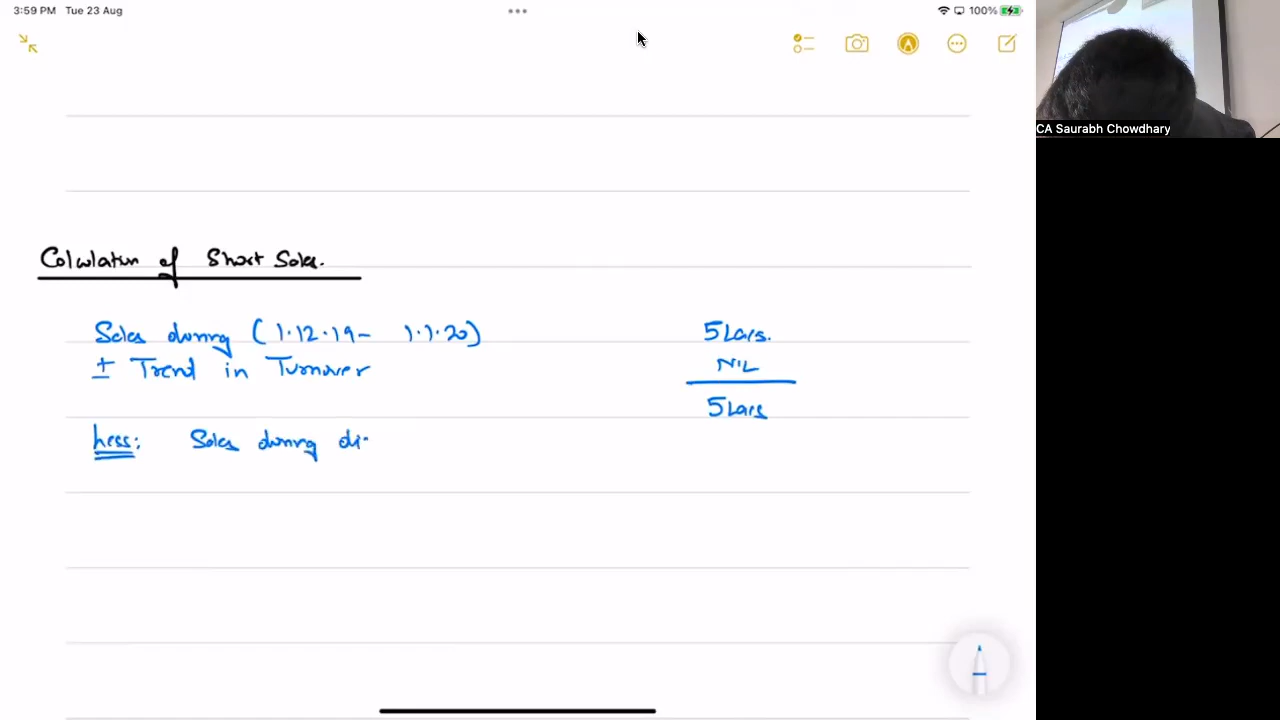 3:59 PM Tue 23 Aug
100%
CA Saurabh Chowdhary
Calculation of Short Sales.
Sales during (1.12.19 - 1.1.20) 5 Lacs.
± Trend in Turnover NIL
5 Lacs
Less: Sales during di